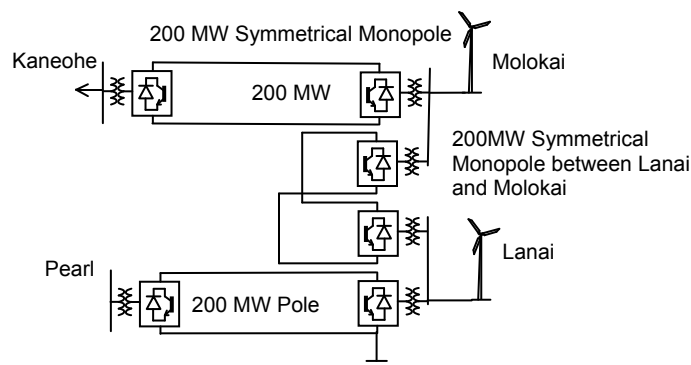 200 MW Symmetrical Monopole
Kaneohe
Molokai
200 MW
200MW Symmetrical
Monopole between Lanai
and Molokai
Pearl
Lanai
200 MW Pole